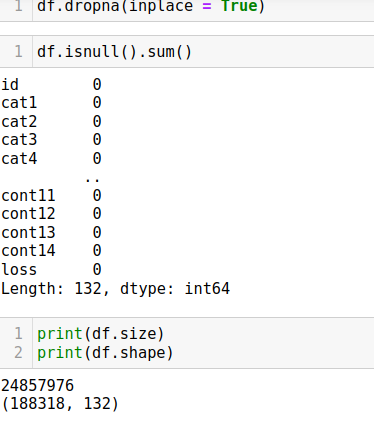 1 df.dropna(inplace = True)
1 df.isnull().sum()
id 0
cat1 0
cat2 0
cat3 0
cat4 0
..
cont11 0
cont12 0
cont13 0
cont14 0
loss 0
Length: 132, dtype: int64
1 print(df.size)
2 print(df.shape)
24857976
(188318, 132)